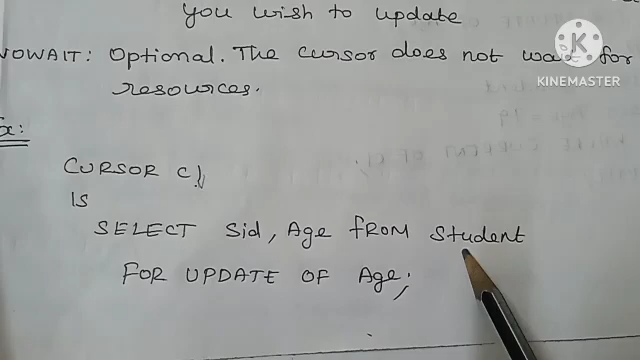 you wish to update
NOWAIT: Optional. The cursor does not wait for
resources.
Ex:
CURSOR c1
IS
SELECT Sid, Age FROM Student
FOR UPDATE OF Age;
KINEMASTER